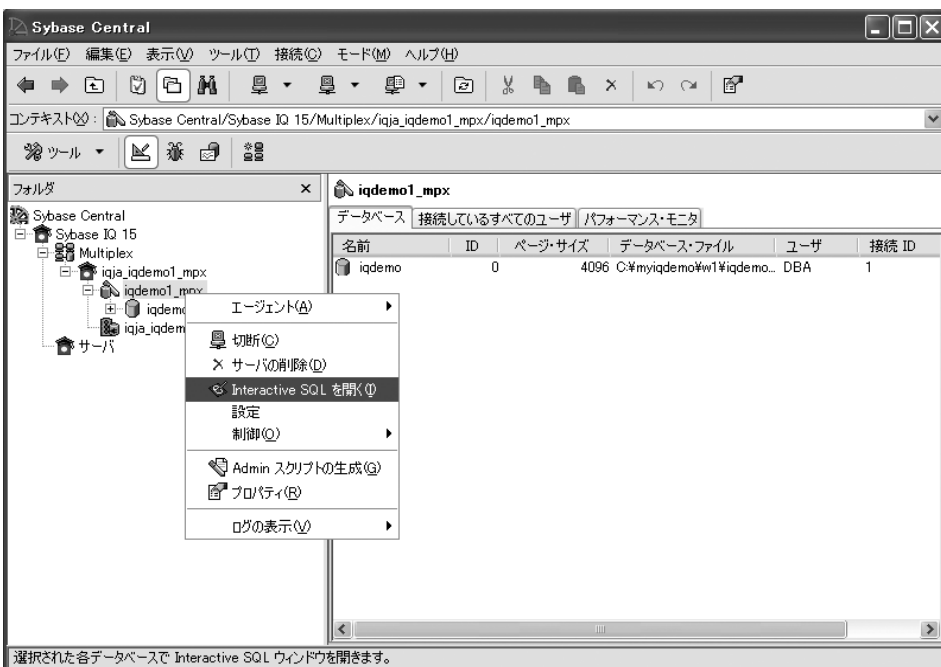 Sybase Central
ファイル(F) 編集(E) 表示(V) ツール(T) 接続(C) モード(M) ヘルプ(H)
コンテキスト(X): Sybase Central/Sybase IQ 15/Multiplex/iqja_iqdemo1_mpx/iqdemo1_mpx
ツール
フォルダ
Sybase Central
Sybase IQ 15
Multiplex
iqja_iqdemo1_mpx
iqdemo1_mpx
iqdemo
iqja_iqdem
サーバ
エージェント(A)
切断(C)
サーバの削除(D)
Interactive SQL を開く(I)
設定
制御(O)
Admin スクリプトの生成(G)
プロパティ(R)
ログの表示(V)
iqdemo1_mpx
データベース 接続しているすべてのユーザ パフォーマンス・モニタ
名前 ID ページ・サイズ データベース・ファイル ユーザ 接続 ID
iqdemo 0 4096 C:¥myiqdemo¥w1¥iqdemo... DBA 1
選択された各データベースで Interactive SQL ウィンドウを開きます。